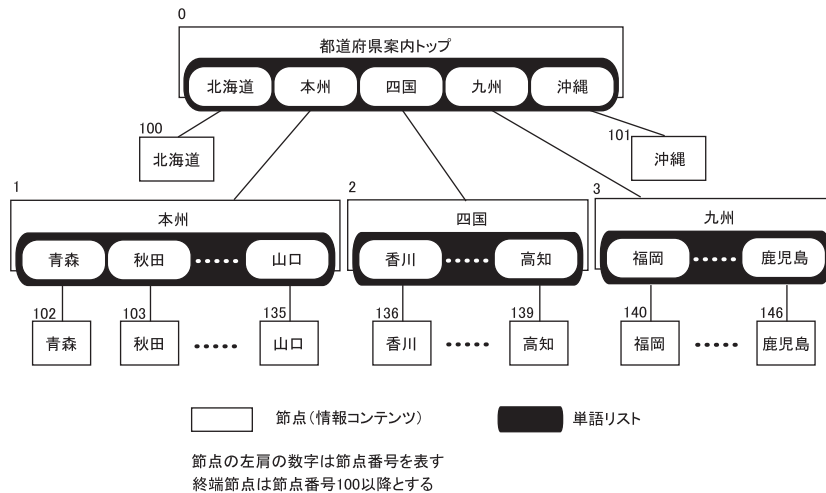 0
都道府県案内トップ
北海道 本州 四国 九州 沖縄
100
北海道
101
沖縄
1
本州
青森 秋田 ••••• 山口
2
四国
香川 ••••• 高知
3
九州
福岡 ••••• 鹿児島
102
青森
103
秋田
•••••
135
山口
136
香川
•••••
139
高知
140
福岡
•••••
146
鹿児島
節点(情報コンテンツ)
単語リスト
節点の左肩の数字は節点番号を表す
終端節点は節点番号100以降とする